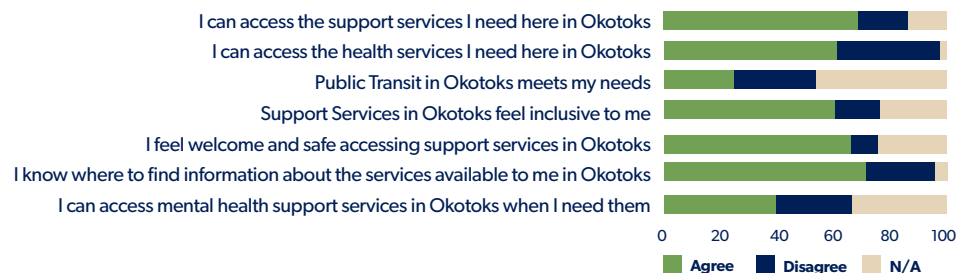 I can access the support services I need here in Okotoks
I can access the health services I need here in Okotoks
Public Transit in Okotoks meets my needs
Support Services in Okotoks feel inclusive to me
I feel welcome and safe accessing support services in Okotoks
I know where to find information about the services available to me in Okotoks
I can access mental health support services in Okotoks when I need them
0 20 40 60 80 100
Agree Disagree N/A